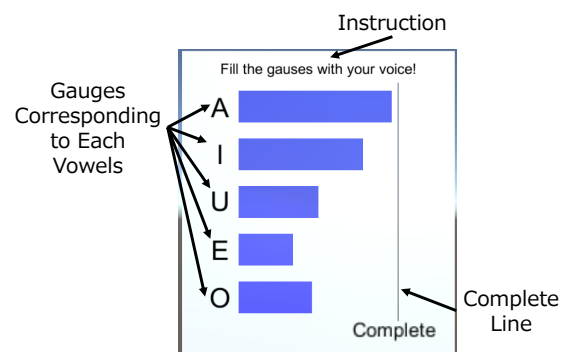 Instruction
Fill the gauses with your voice!
Gauges
Corresponding
to Each
Vowels
A
I
U
E
O
Complete
Line
Complete